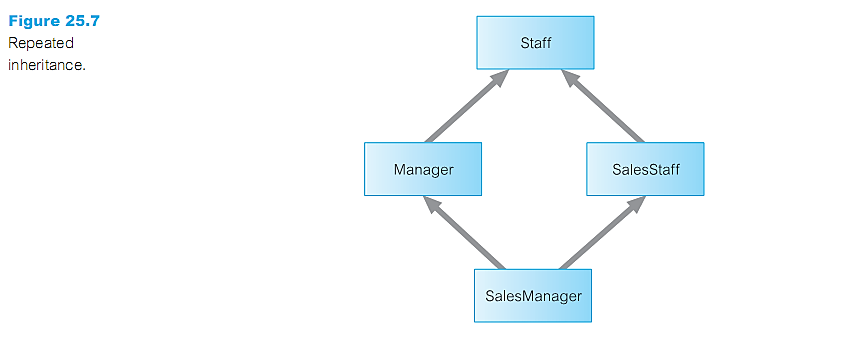 Figure 25.7
Repeated
inheritance.
Staff
Manager
SalesStaff
SalesManager